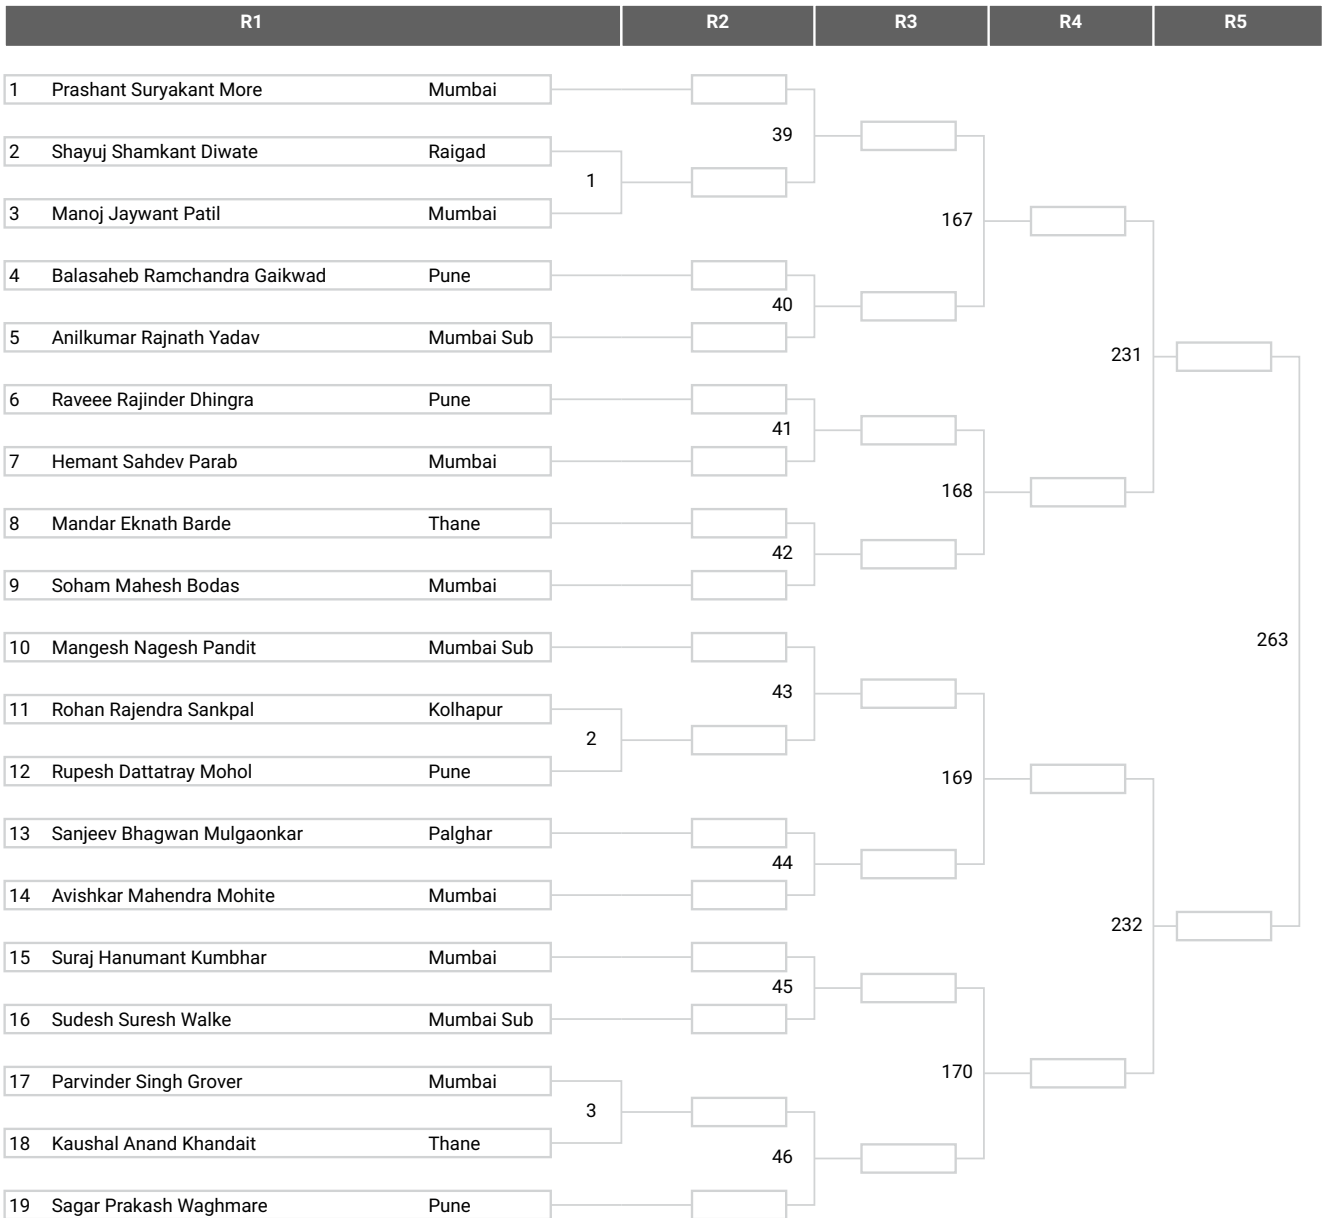 R1 R2 R3 R4 R5
1 Prashant Suryakant More Mumbai
39
2 Shayuj Shamkant Diwate Raigad
1
3 Manoj Jaywant Patil Mumbai
167
4 Balasaheb Ramchandra Gaikwad Pune
40
5 Anilkumar Rajnath Yadav Mumbai Sub
231
6 Raveee Rajinder Dhingra Pune
41
7 Hemant Sahdev Parab Mumbai
168
8 Mandar Eknath Barde Thane
42
9 Soham Mahesh Bodas Mumbai
263
10 Mangesh Nagesh Pandit Mumbai Sub
43
11 Rohan Rajendra Sankpal Kolhapur
2
12 Rupesh Dattatray Mohol Pune
169
13 Sanjeev Bhagwan Mulgaonkar Palghar
44
14 Avishkar Mahendra Mohite Mumbai
232
15 Suraj Hanumant Kumbhar Mumbai
45
16 Sudesh Suresh Walke Mumbai Sub
170
17 Parvinder Singh Grover Mumbai
3
18 Kaushal Anand Khandait Thane
46
19 Sagar Prakash Waghmare Pune